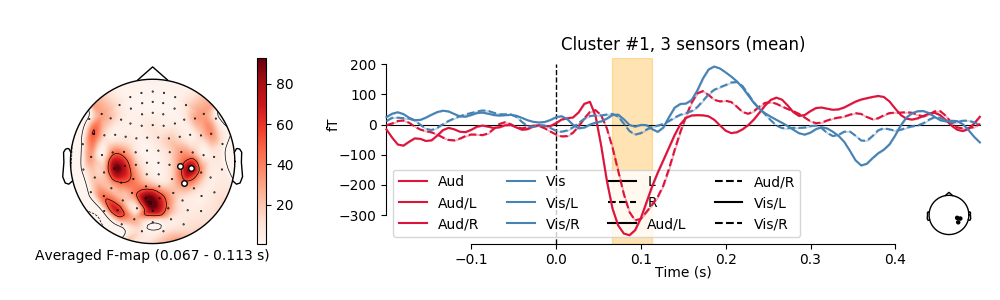 Cluster #1, 3 sensors (mean)
80
60
40
20
Averaged F-map (0.067 - 0.113 s)
fT
200
100
0
−100
−200
−300
Aud Vis L Aud/R
Aud/L Vis/L R Vis/L
Aud/R Vis/R Aud/L Vis/R
−0.1 0.0 0.1 0.2 0.3 0.4
Time (s)